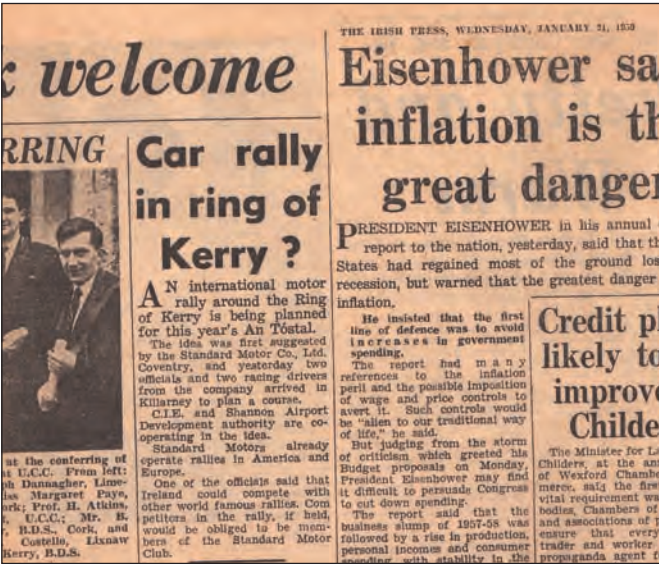 THE IRISH PRESS, WEDNESDAY, JANUARY 21, 1959
welcome
RRING
at the conferring of
at U.C.C. From left:
ph Dannagher, Lime-
iss Margaret Paye,
ork; Prof. H. Atkins,
, U.C.C.; Mr. B.
, B.D.S., Cork, and
Costello, Lixnaw
Kerry, B.D.S.
Car rally
in ring of
Kerry ?
AN international motor
rally around the Ring
of Kerry is being planned
for this year's An Tóstal.
The idea was first suggested
by the Standard Motor Co., Ltd.
Coventry, and yesterday two
officials and two racing drivers
from the company arrived in
Killarney to plan a course.
C.I.E. and Shannon Airport
Development authority are co-
operating in the idea.
Standard Motors already
operate rallies in America and
Europe.
One of the officials said that
Ireland could compete with
other world famous rallies. Com
petitors in the rally, if held,
would be obliged to be mem-
bers of the Standard Motor
Club.
Eisenhower sa
inflation is th
great danger
PRESIDENT EISENHOWER in his annual
report to the nation, yesterday, said that th
States had regained most of the ground los
recession, but warned that the greatest danger
inflation.
He insisted that the first
line of defence was to avoid
increases in government
spending.
The report had many
references to the inflation
peril and the possible imposition
of wage and price controls to
avert it. Such controls would
be "alien to our traditional way
of life," he said.
But judging from the storm
of criticism which greeted his
Budget proposals on Monday,
President Eisenhower may find
it difficult to persuade Congress
to cut down spending.
The report said that the
business slump of 1957-58 was
followed by a rise in production,
personal incomes and consumer
spending, with stability in the
Credit p
likely to
improve
Childe
The Minister for La
Childers, at the an
of Wexford Chambe
merce, said the first
vital requirement wa
bodies, Chambers of
and associations of p
ensure that every
trader and worker
propaganda agent f